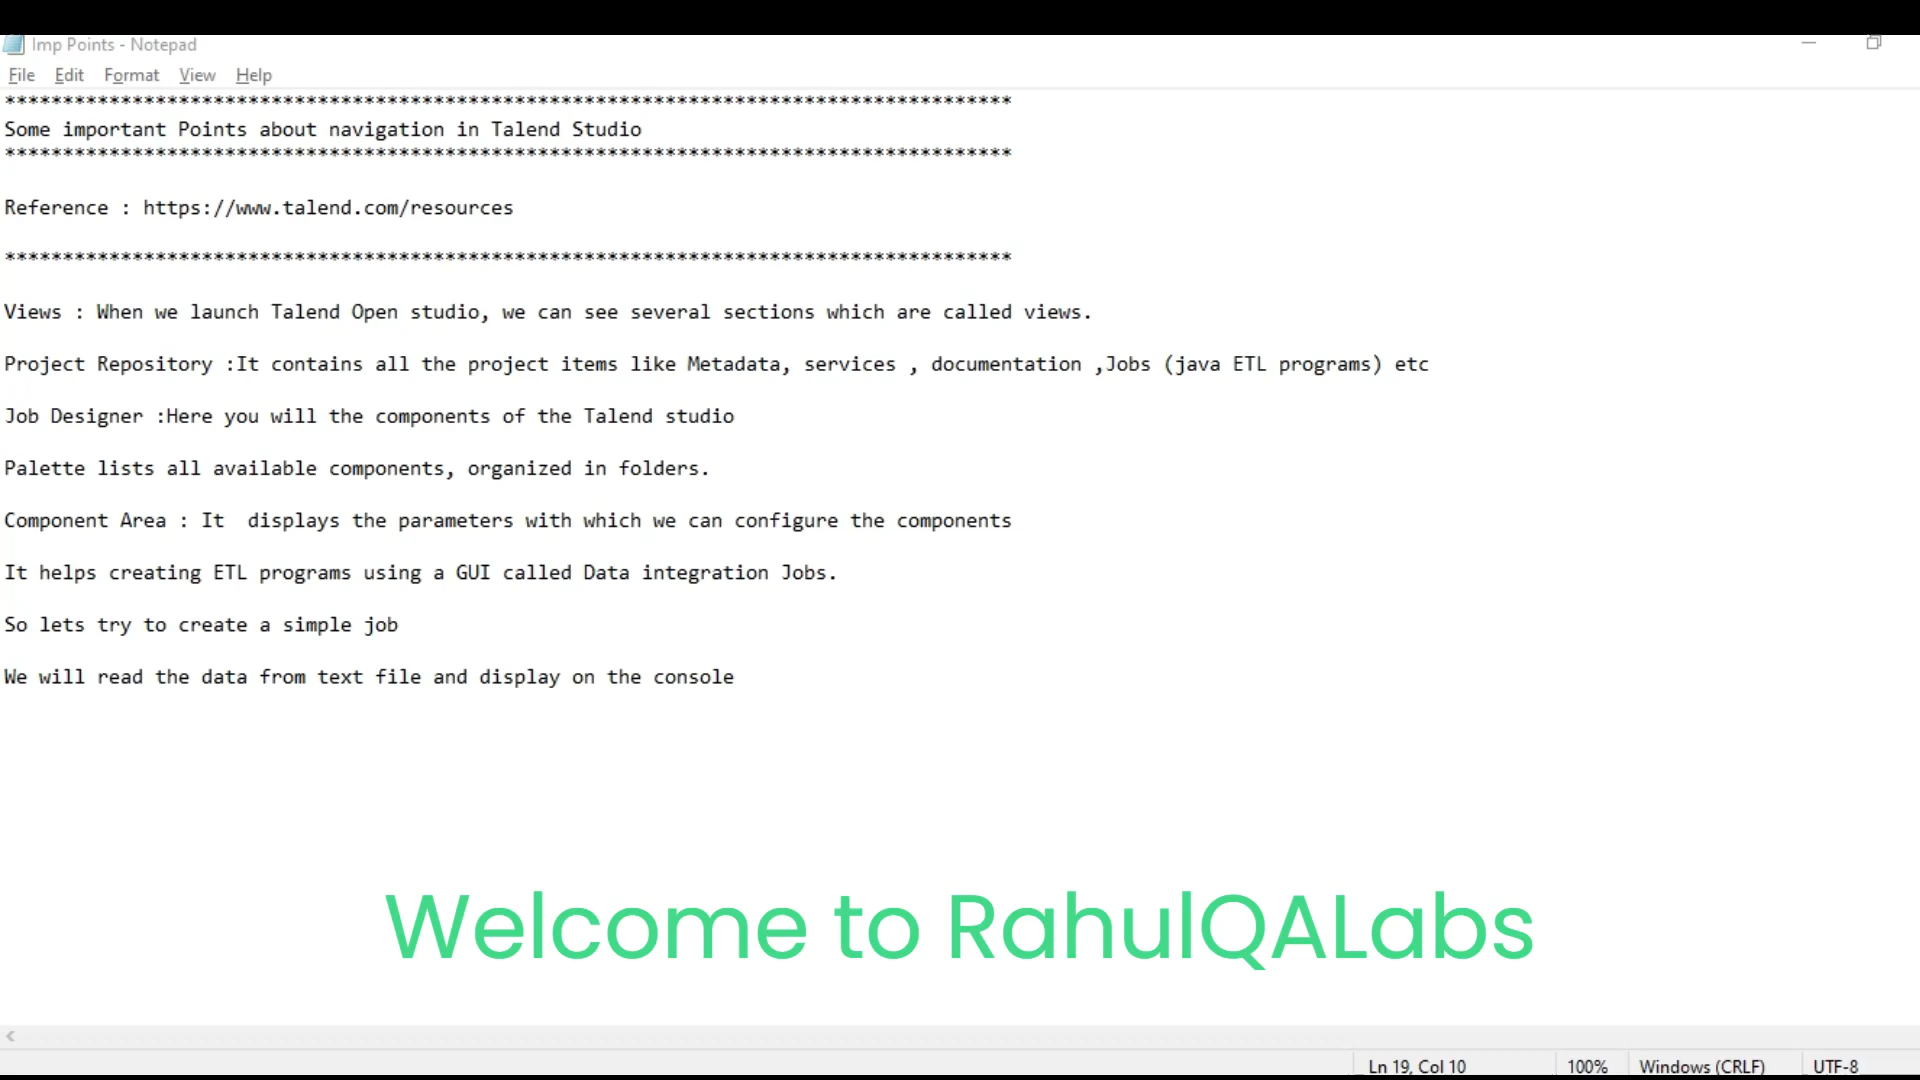 Imp Points - Notepad
File Edit Format View Help
***************************************************************************************
Some important Points about navigation in Talend Studio
***************************************************************************************
Reference : https://www.talend.com/resources
***************************************************************************************
Views : When we launch Talend Open studio, we can see several sections which are called views.
Project Repository :It contains all the project items like Metadata, services , documentation ,Jobs (java ETL programs) etc
Job Designer :Here you will the components of the Talend studio
Palette lists all available components, organized in folders.
Component Area : It  displays the parameters with which we can configure the components
It helps creating ETL programs using a GUI called Data integration Jobs.
So lets try to create a simple job
We will read the data from text file and display on the console
Welcome to RahulQALabs
Ln 19, Col 10 100% Windows (CRLF) UTF-8